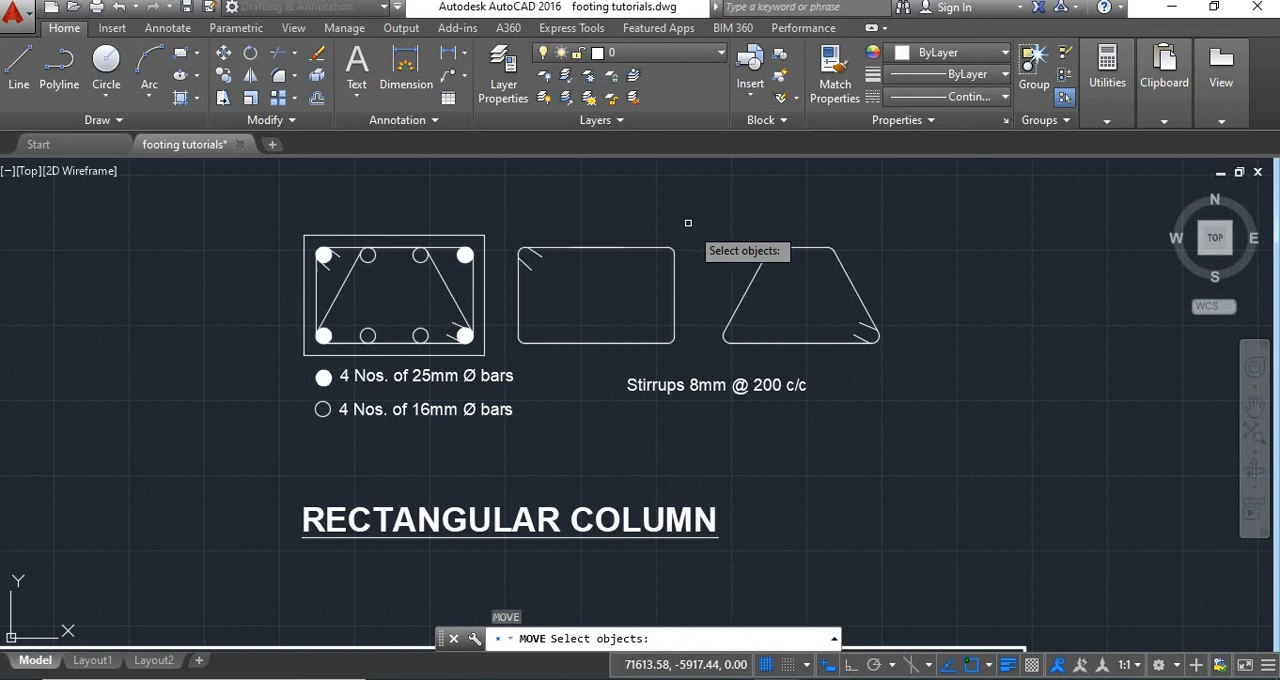 Drafting & Annotation
Autodesk AutoCAD 2016 footing tutorials.dwg
Type a keyword or phrase
Sign In
Home Insert Annotate Parametric View Manage Output Add-ins A360 Express Tools Featured Apps BIM 360 Performance
Line Polyline Circle Arc
Text Dimension
Layer Properties
0
Insert
Match Properties
ByLayer
ByLayer
Contin...
Group
Utilities
Clipboard
View
Draw Modify Annotation Layers Block Properties Groups
Start
footing tutorials*
[−][Top][2D Wireframe]
N
W TOP E
S
WCS
Select objects:
4 Nos. of 25mm Ø bars
4 Nos. of 16mm Ø bars
Stirrups 8mm @ 200 c/c
RECTANGULAR COLUMN
Y
X
MOVE
MOVE Select objects:
Model Layout1 Layout2
71613.58, -5917.44, 0.00
1:1